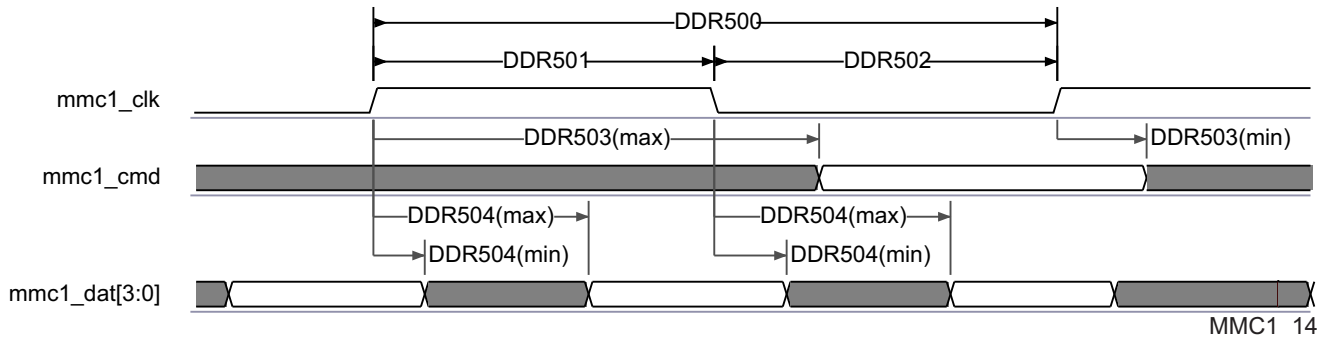 DDR500
DDR501 DDR502
mmc1_clk
DDR503(max) DDR503(min)
mmc1_cmd
DDR504(max) DDR504(max)
DDR504(min) DDR504(min)
mmc1_dat[3:0]
MMC1_14